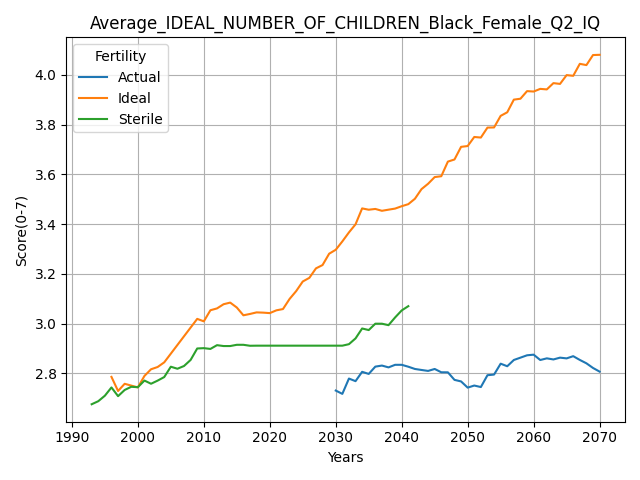 Average_IDEAL_NUMBER_OF_CHILDREN_Black_Female_Q2_IQ
Fertility
Actual
Ideal
Sterile
Score(0-7)
4.0
3.8
3.6
3.4
3.2
3.0
2.8
1990 2000 2010 2020 2030 2040 2050 2060 2070
Years